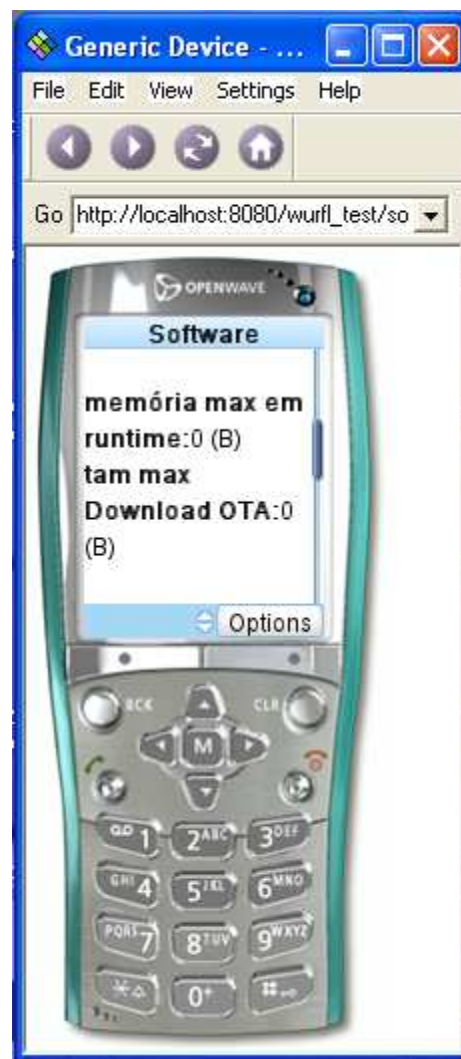 Generic Device - ...
File Edit View Settings Help
Go http://localhost:8080/wurfl_test/so
OPENWAVE
Software
memória max em
runtime:0 (B)
tam max
Download OTA:0
(B)
Options
BCK CLR
M
1 2ABC 3DEF
GHI4 5JKL 6MNO
PQRS7 8TUV 9WXYZ
0+ #